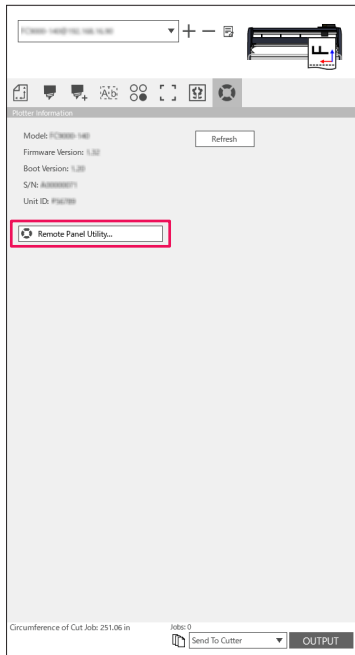 F
A b
Plotter Information
Model:
Refresh
Firmware Version:
Boot Version:
S/N:
Unit ID:
Remote Panel Utility...
Circumference of Cut Job: 251.06 in
Jobs: 0
Send To Cutter
OUTPUT